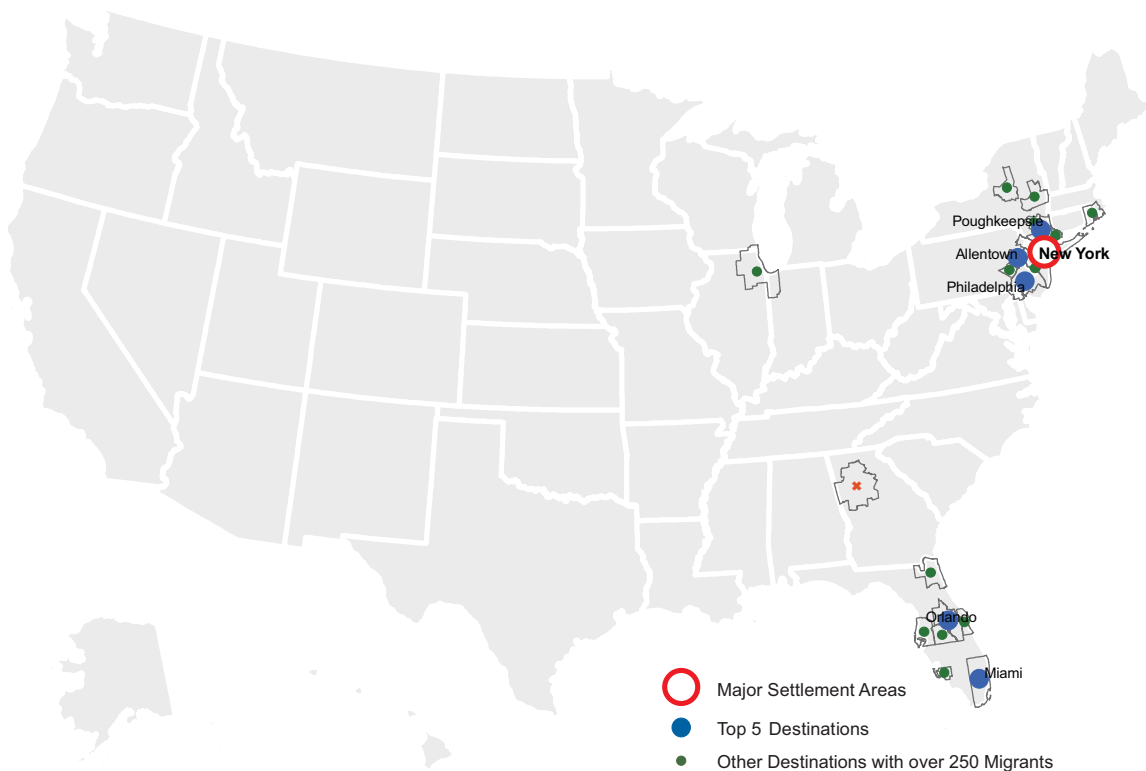 Poughkeepsie
Allentown
New York
Philadelphia
Orlando
Miami
Major Settlement Areas
Top 5 Destinations
Other Destinations with over 250 Migrants